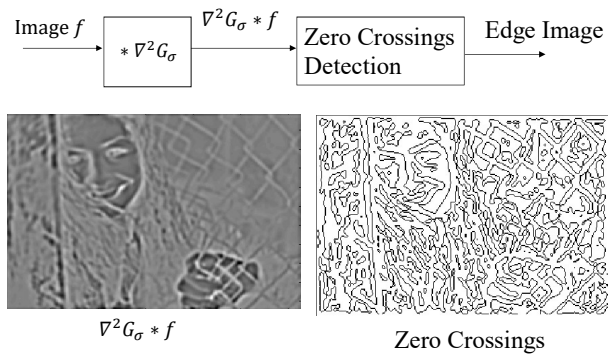 Image f
* ∇²G_σ
∇²G_σ * f
Zero Crossings
Detection
Edge Image
∇²G_σ * f
Zero Crossings